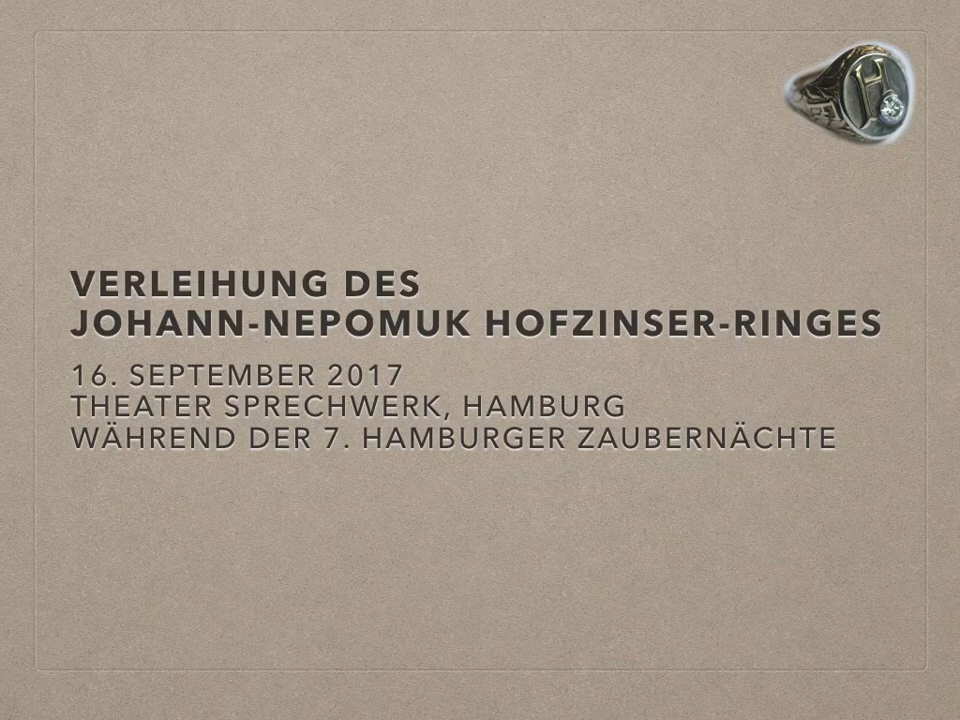 VERLEIHUNG DES
JOHANN-NEPOMUK HOFZINSER-RINGES
16. SEPTEMBER 2017
THEATER SPRECHWERK, HAMBURG
WÄHREND DER 7. HAMBURGER ZAUBERNÄCHTE